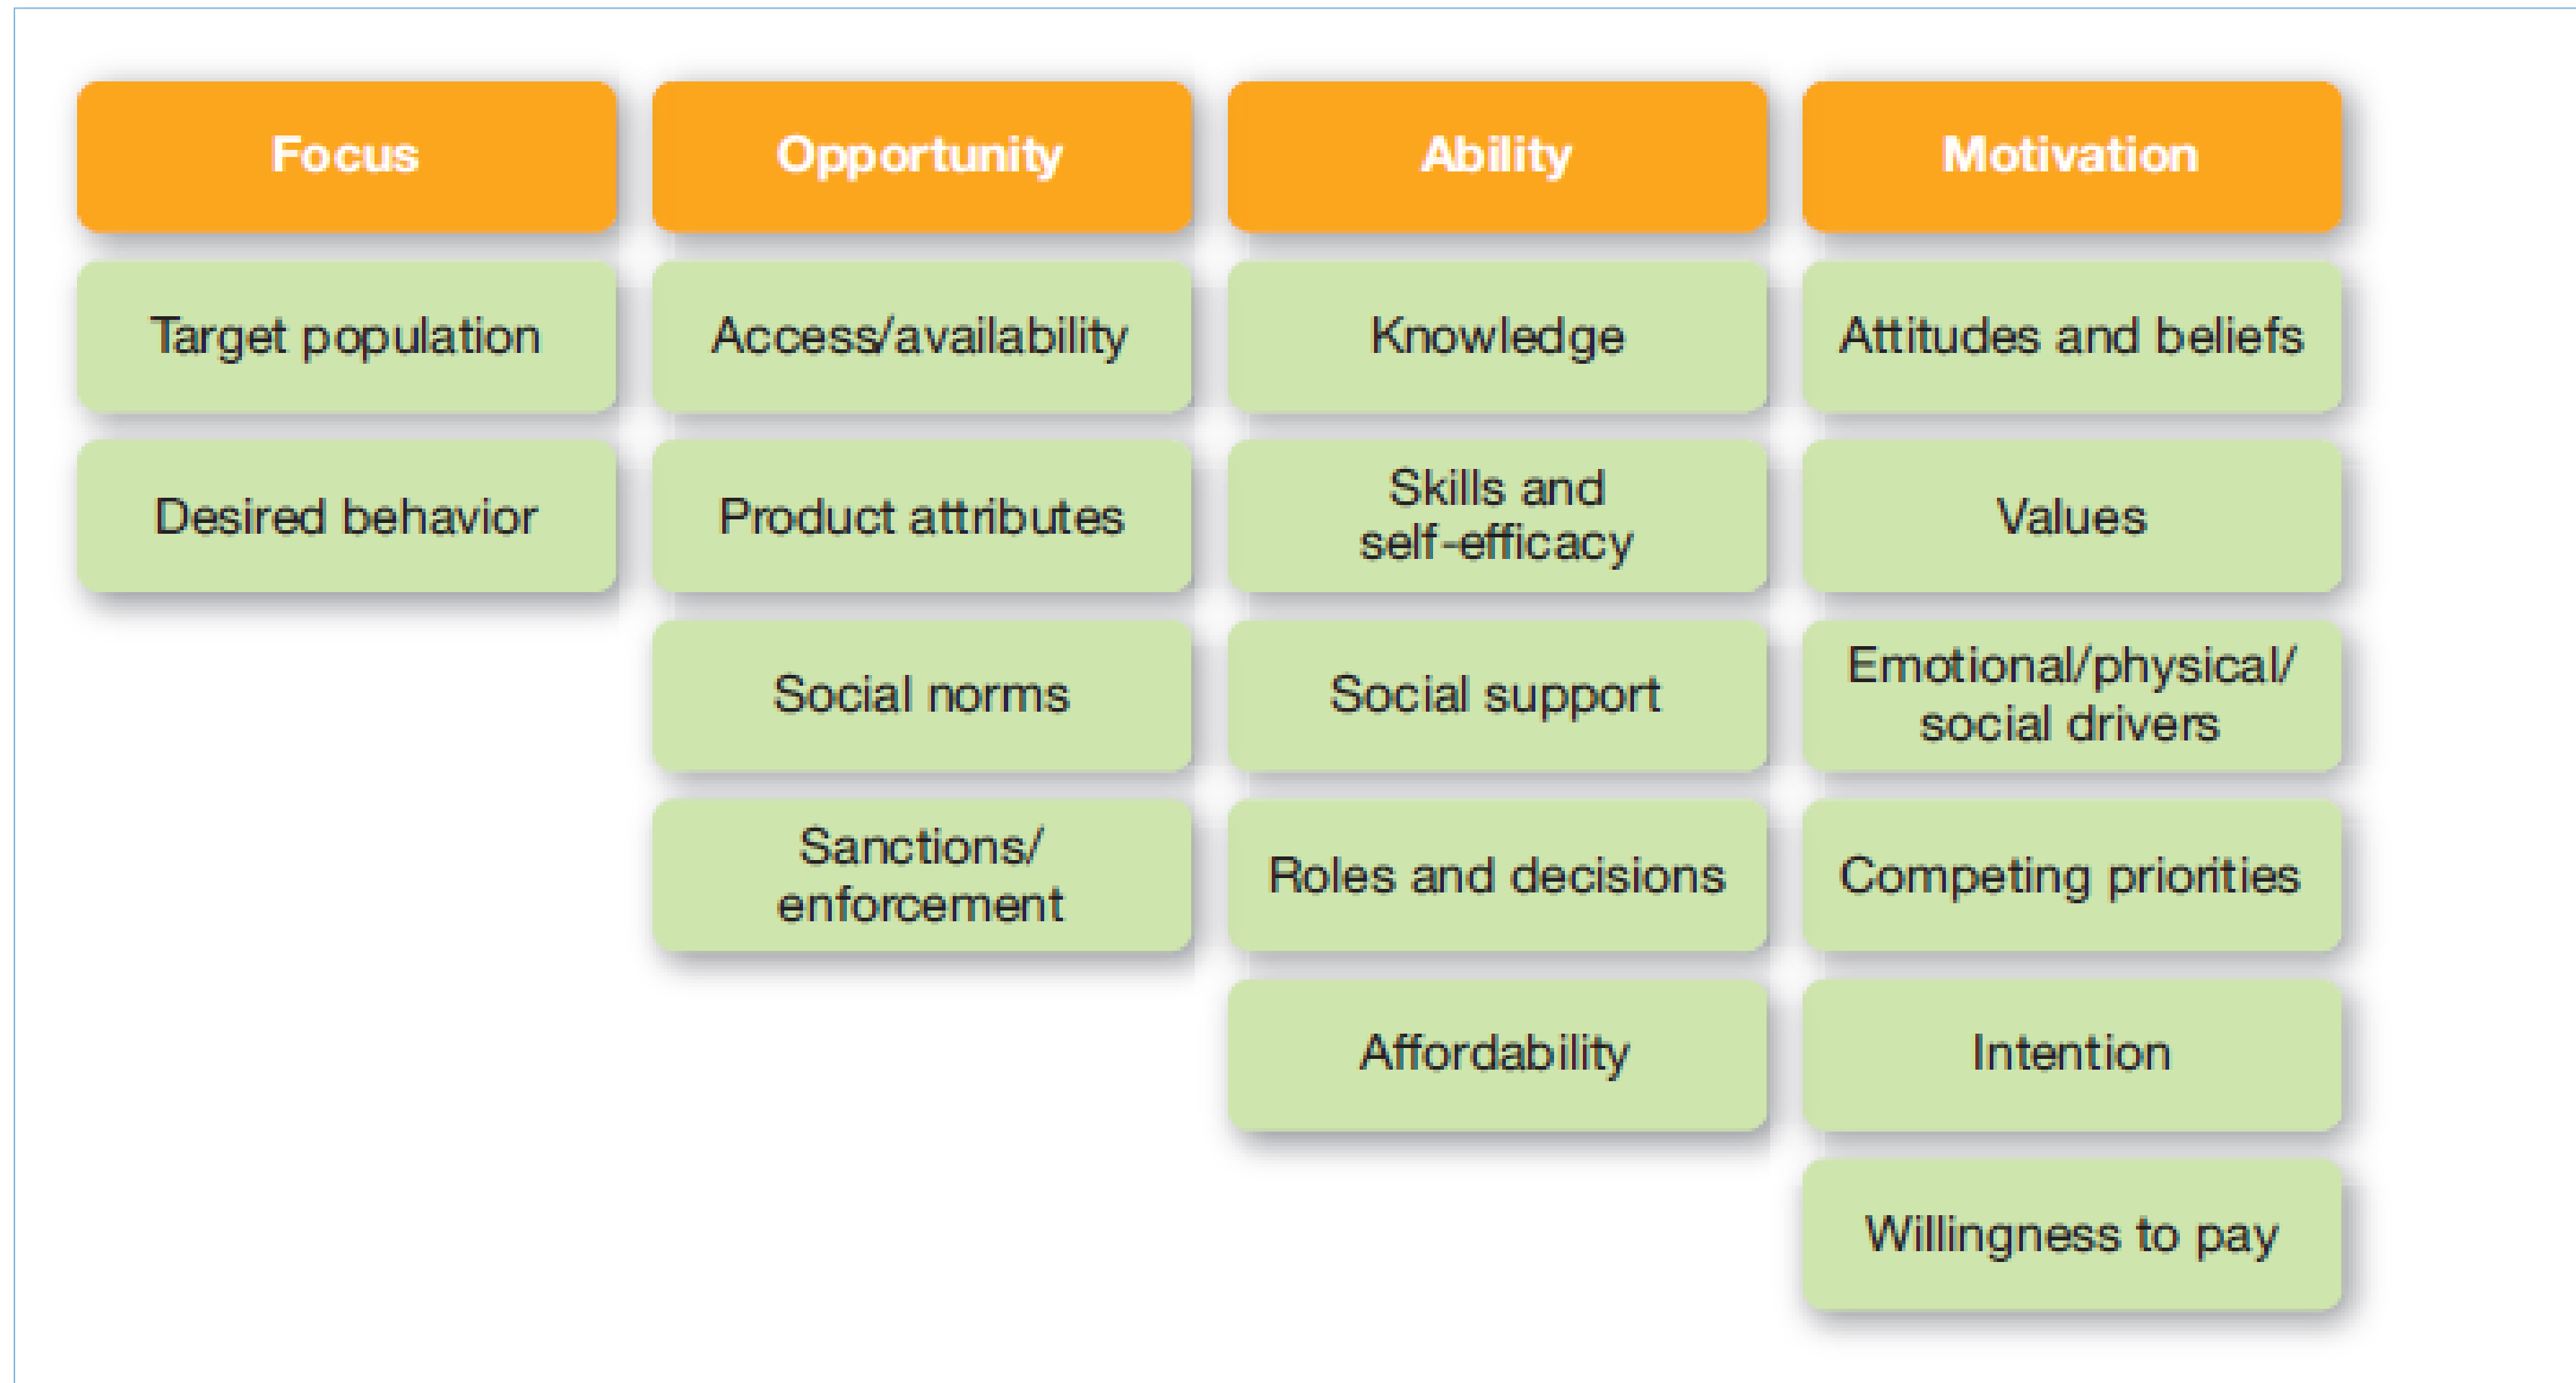 Focus
Target population
Desired behavior
Opportunity
Access/availability
Product attributes
Social norms
Sanctions/
enforcement
Ability
Knowledge
Skills and
self-efficacy
Social support
Roles and decisions
Affordability
Motivation
Attitudes and beliefs
Values
Emotional/physical/
social drivers
Competing priorities
Intention
Willingness to pay